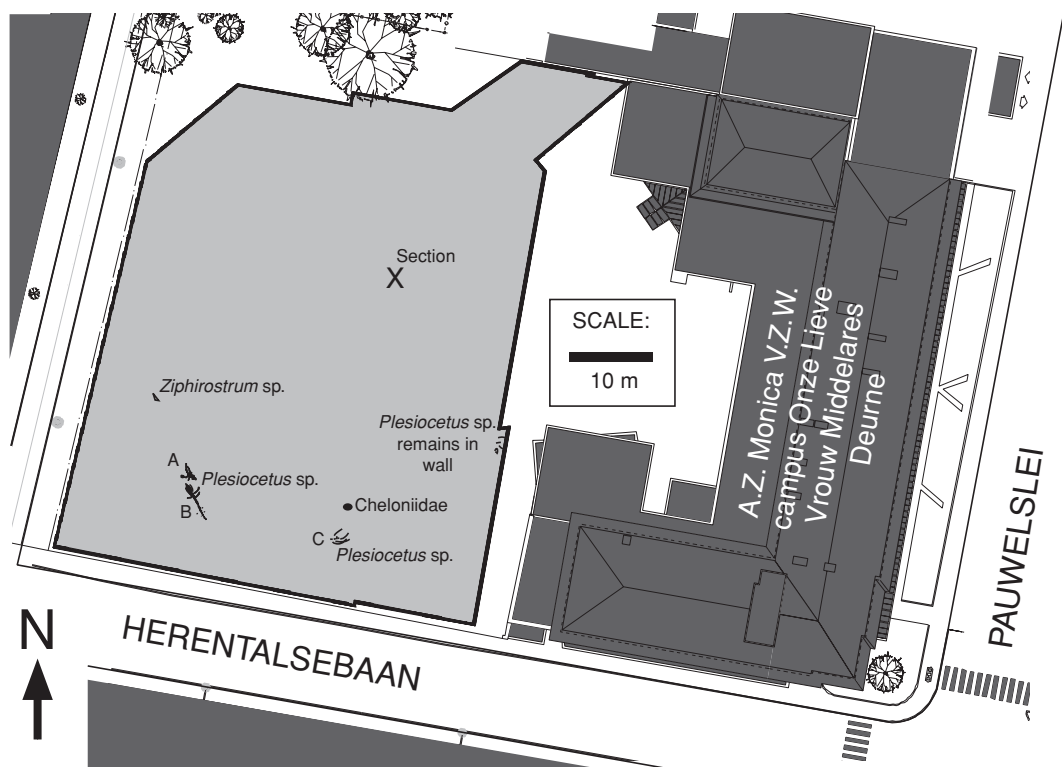 Section
X
SCALE:
10 m
Ziphirostrum sp.
Plesiocetus sp.
remains in
wall
A
Plesiocetus sp.
B
Cheloniidae
C
Plesiocetus sp.
A.Z. Monica V.Z.W.
campus Onze Lieve
Vrouw Middelares
Deurne
PAUWELSLEI
N
HERENTALSEBAAN